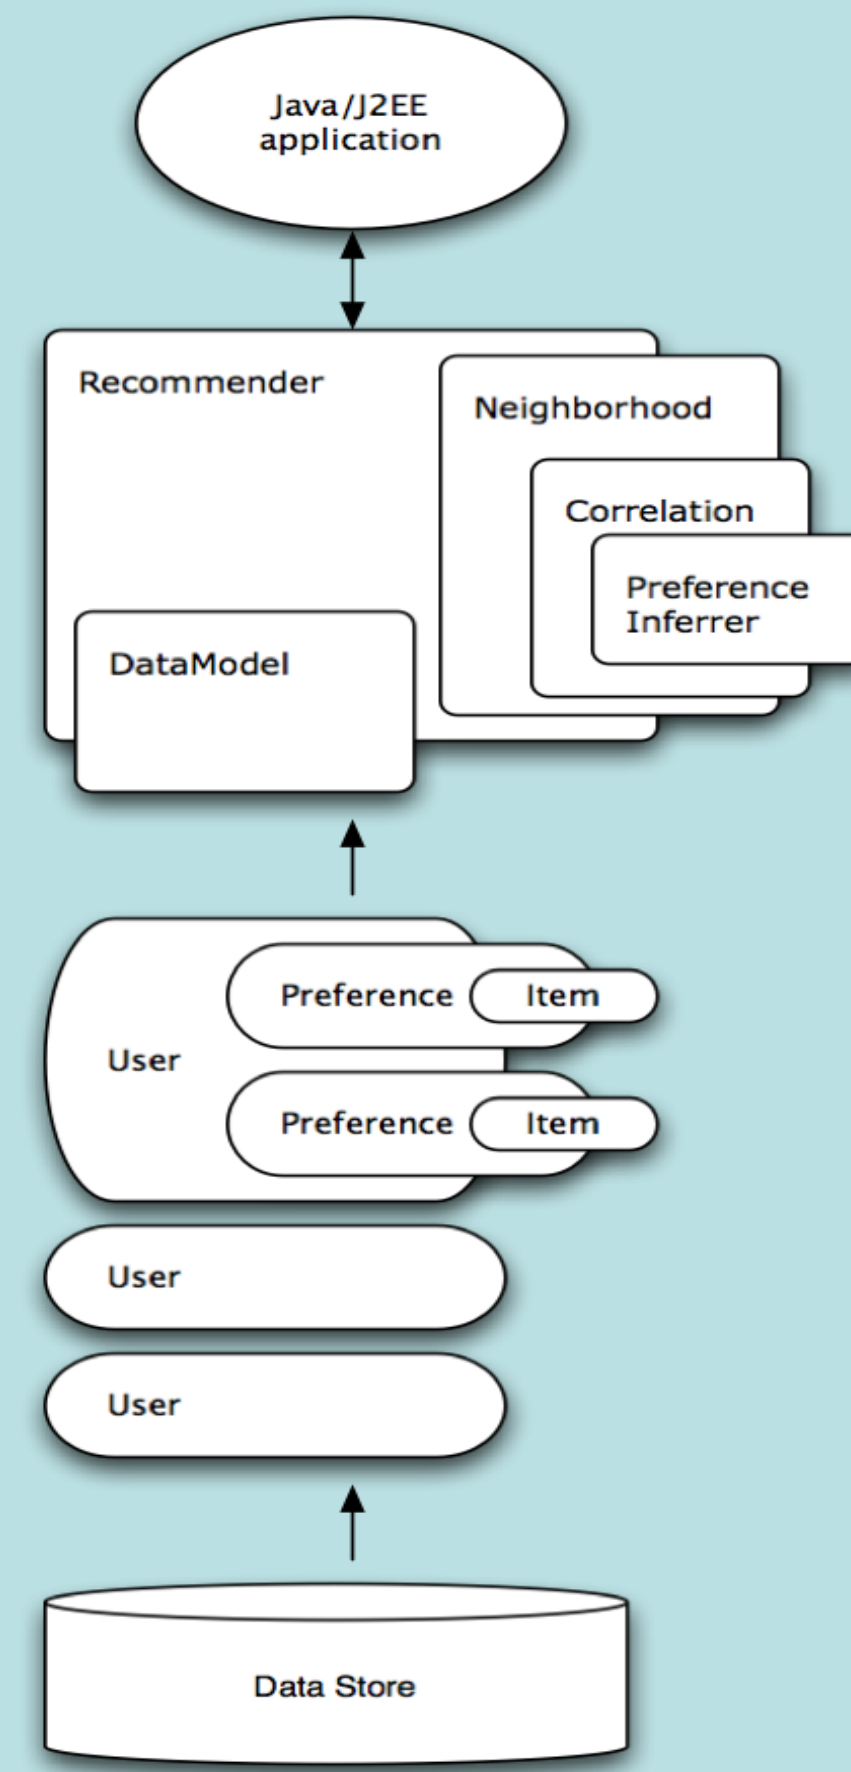 Java/J2EE
application
Recommender
Neighborhood
Correlation
Preference
Inferrer
DataModel
Preference
Item
User
Preference
Item
User
User
Data Store